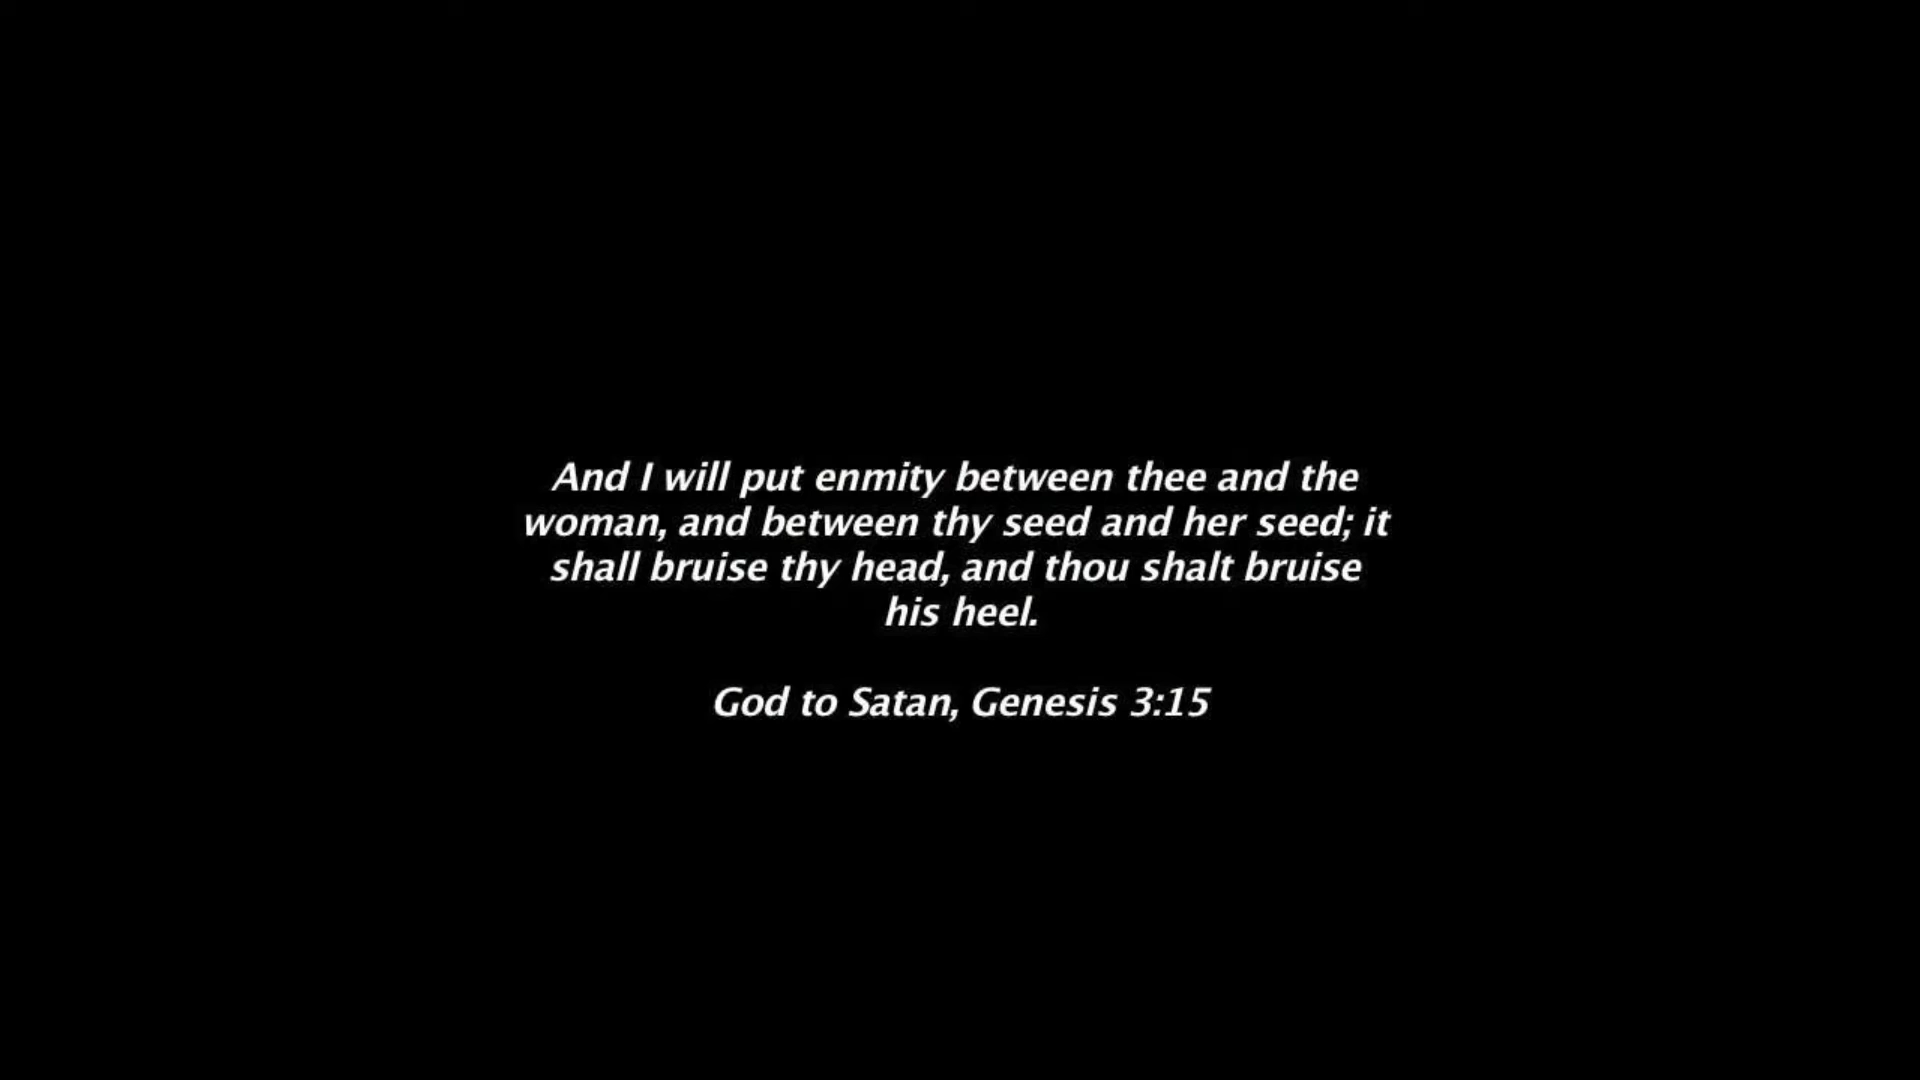 And I will put enmity between thee and the
woman, and between thy seed and her seed; it
shall bruise thy head, and thou shalt bruise
his heel.
God to Satan, Genesis 3:15